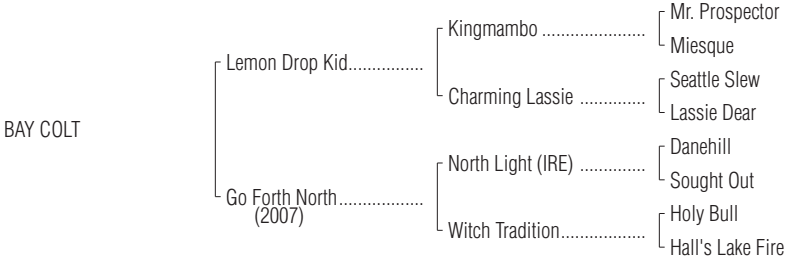 Mr. Prospector
Kingmambo ......................
Miesque
Lemon Drop Kid................
Seattle Slew
Charming Lassie ..............
Lassie Dear
BAY COLT
Danehill
North Light (IRE) ..............
Sought Out
Go Forth North..................
(2007)
Holy Bull
Witch Tradition..................
Hall's Lake Fire